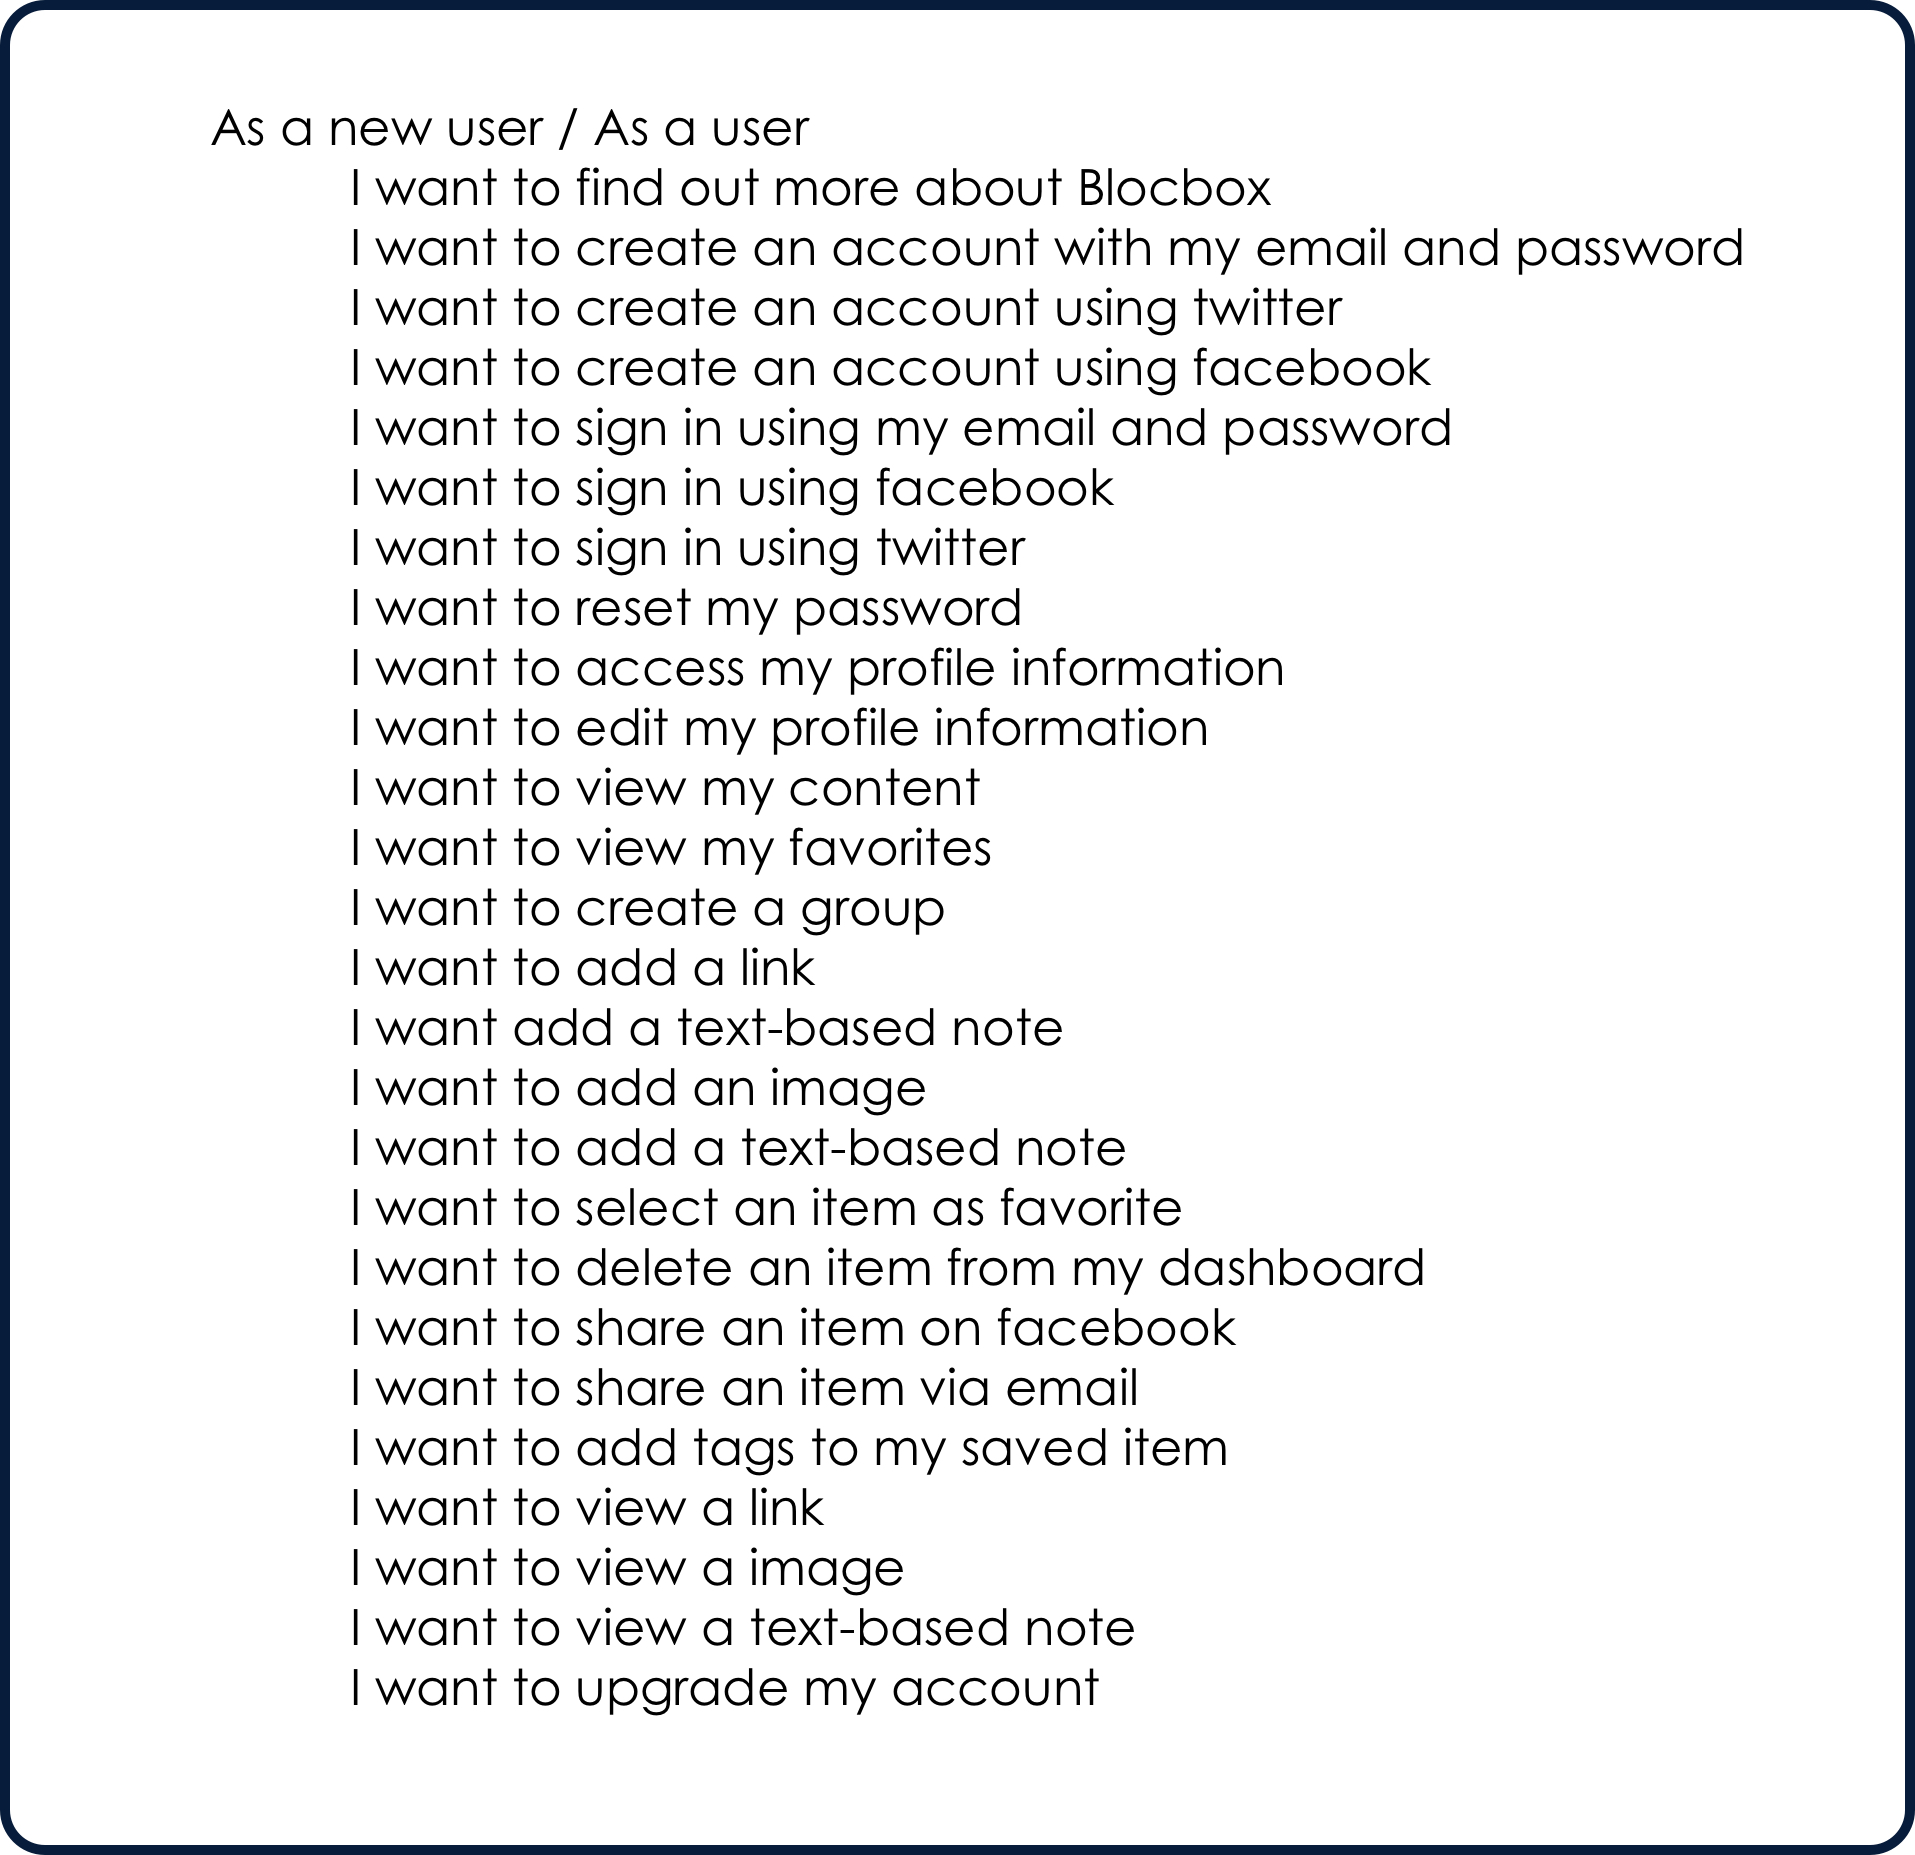 As a new user / As a user
I want to find out more about Blocbox
I want to create an account with my email and password
I want to create an account using twitter
I want to create an account using facebook
I want to sign in using my email and password
I want to sign in using facebook
I want to sign in using twitter
I want to reset my password
I want to access my profile information
I want to edit my profile information
I want to view my content
I want to view my favorites
I want to create a group
I want to add a link
I want add a text-based note
I want to add an image
I want to add a text-based note
I want to select an item as favorite
I want to delete an item from my dashboard
I want to share an item on facebook
I want to share an item via email
I want to add tags to my saved item
I want to view a link
I want to view a image
I want to view a text-based note
I want to upgrade my account